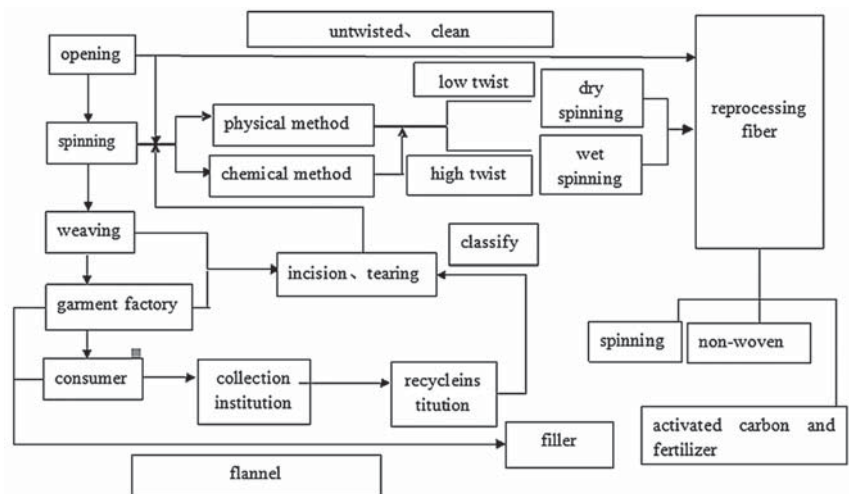 untwisted、 clean
opening
low twist
dry
spinning
reprocessing
fiber
physical method
spinning
chemical method
high twist
wet
spinning
weaving
classify
incision、tearing
garment factory
spinning
non-woven
consumer
collection
institution
recycleins
titution
activated carbon and
fertilizer
filler
flannel